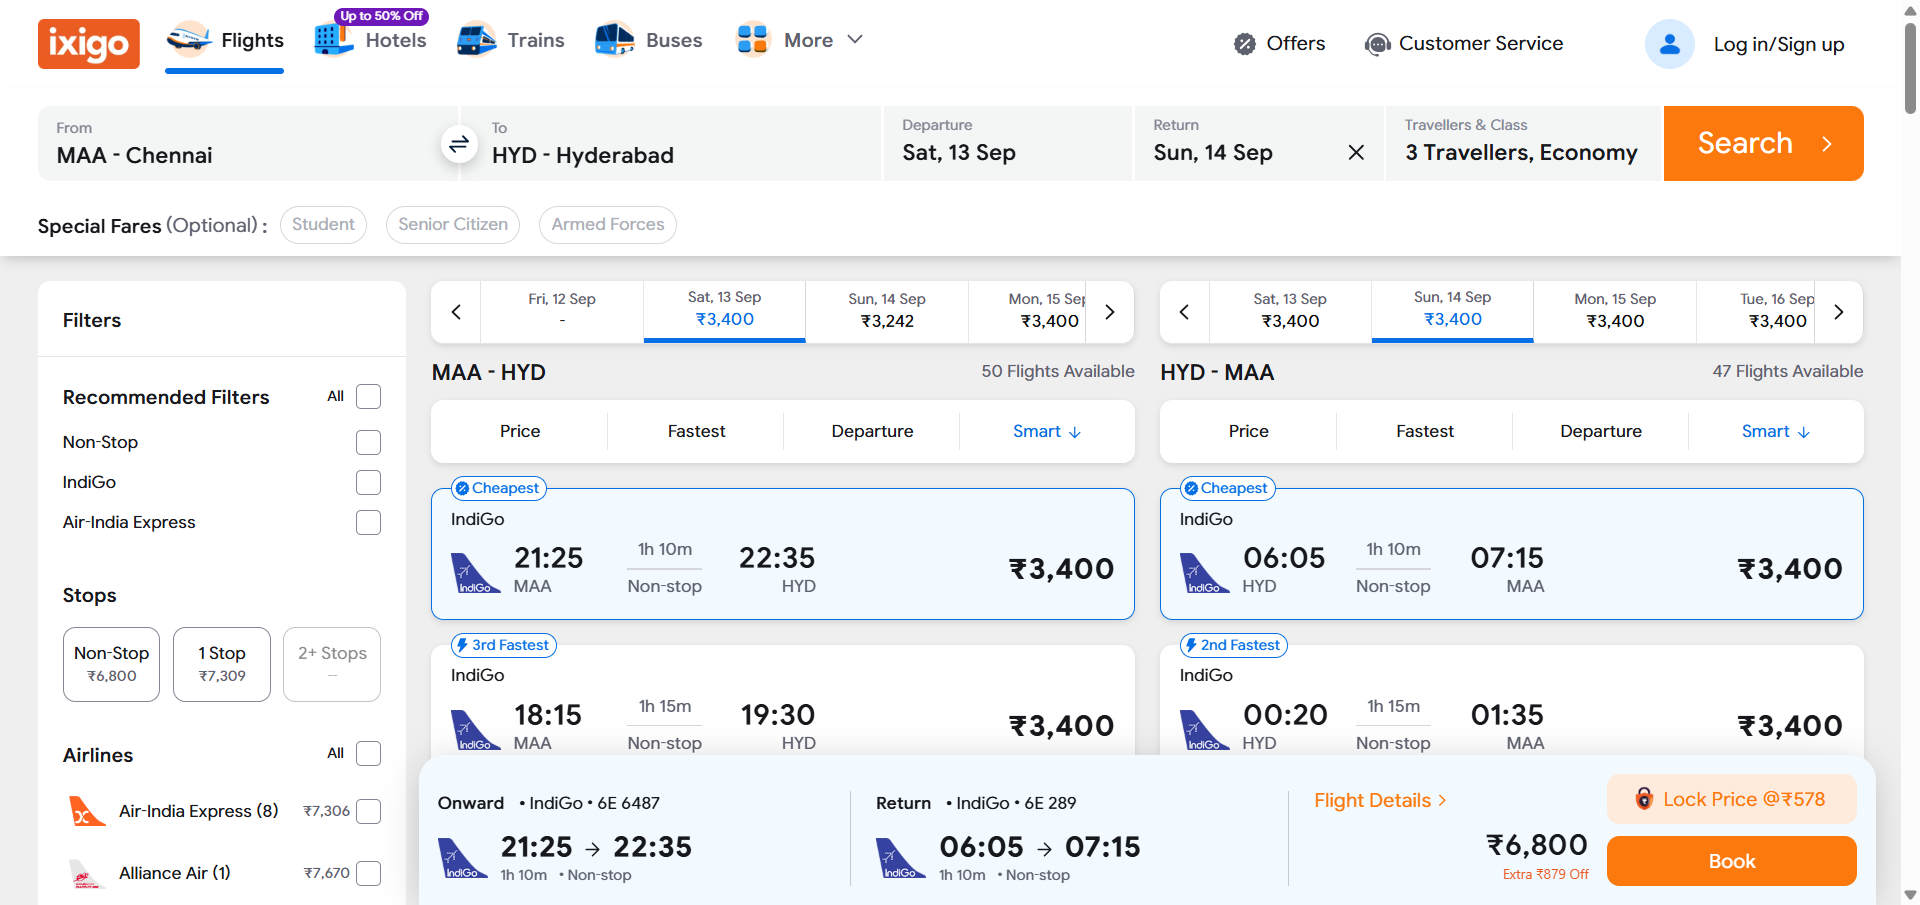 ixigo
Flights
Up to 50% Off
Hotels
Trains
Buses
More
Offers
Customer Service
Log in/Sign up
From
MAA - Chennai
To
HYD - Hyderabad
Departure
Sat, 13 Sep
Return
Sun, 14 Sep
Travellers & Class
3 Travellers, Economy
Search
Special Fares (Optional) :
Student
Senior Citizen
Armed Forces
Filters
Recommended Filters
All
Non-Stop
IndiGo
Air-India Express
Stops
Non-Stop
₹6,800
1 Stop
₹7,309
2+ Stops
--
Airlines
All
Air-India Express (8)
₹7,306
Alliance Air (1)
₹7,670
Fri, 12 Sep
-
Sat, 13 Sep
₹3,400
Sun, 14 Sep
₹3,242
Mon, 15 Sep
₹3,400
MAA - HYD
50 Flights Available
Price
Fastest
Departure
Smart ↓
Cheapest
IndiGo
21:25
MAA
1h 10m
Non-stop
22:35
HYD
₹3,400
IndiGo
3rd Fastest
IndiGo
18:15
MAA
1h 15m
Non-stop
19:30
HYD
₹3,400
IndiGo
Sat, 13 Sep
₹3,400
Sun, 14 Sep
₹3,400
Mon, 15 Sep
₹3,400
Tue, 16 Sep
₹3,400
HYD - MAA
47 Flights Available
Price
Fastest
Departure
Smart ↓
Cheapest
IndiGo
06:05
HYD
1h 10m
Non-stop
07:15
MAA
₹3,400
IndiGo
2nd Fastest
IndiGo
00:20
HYD
1h 15m
Non-stop
01:35
MAA
₹3,400
IndiGo
Onward • IndiGo • 6E 6487
IndiGo
21:25 → 22:35
1h 10m • Non-stop
Return • IndiGo • 6E 289
IndiGo
06:05 → 07:15
1h 10m • Non-stop
Flight Details >
₹6,800
Extra ₹879 Off
Lock Price @₹578
Book